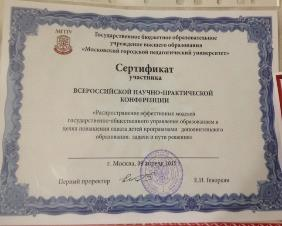 МГПУ
Государственное бюджетное образовательное
учреждение высшего образования
«Московский городской педагогический университет»
Сертификат
участника
ВСЕРОССИЙСКОЙ НАУЧНО-ПРАКТИЧЕСКОЙ
КОНФЕРЕНЦИИ
«Распространение эффективных моделей
государственно-общественного управления образованием в
целях повышения охвата детей программами дополнительного
образования: задачи и пути решения»
г. Москва, апреля 2015
Первый проректор Е.Н. Геворкян